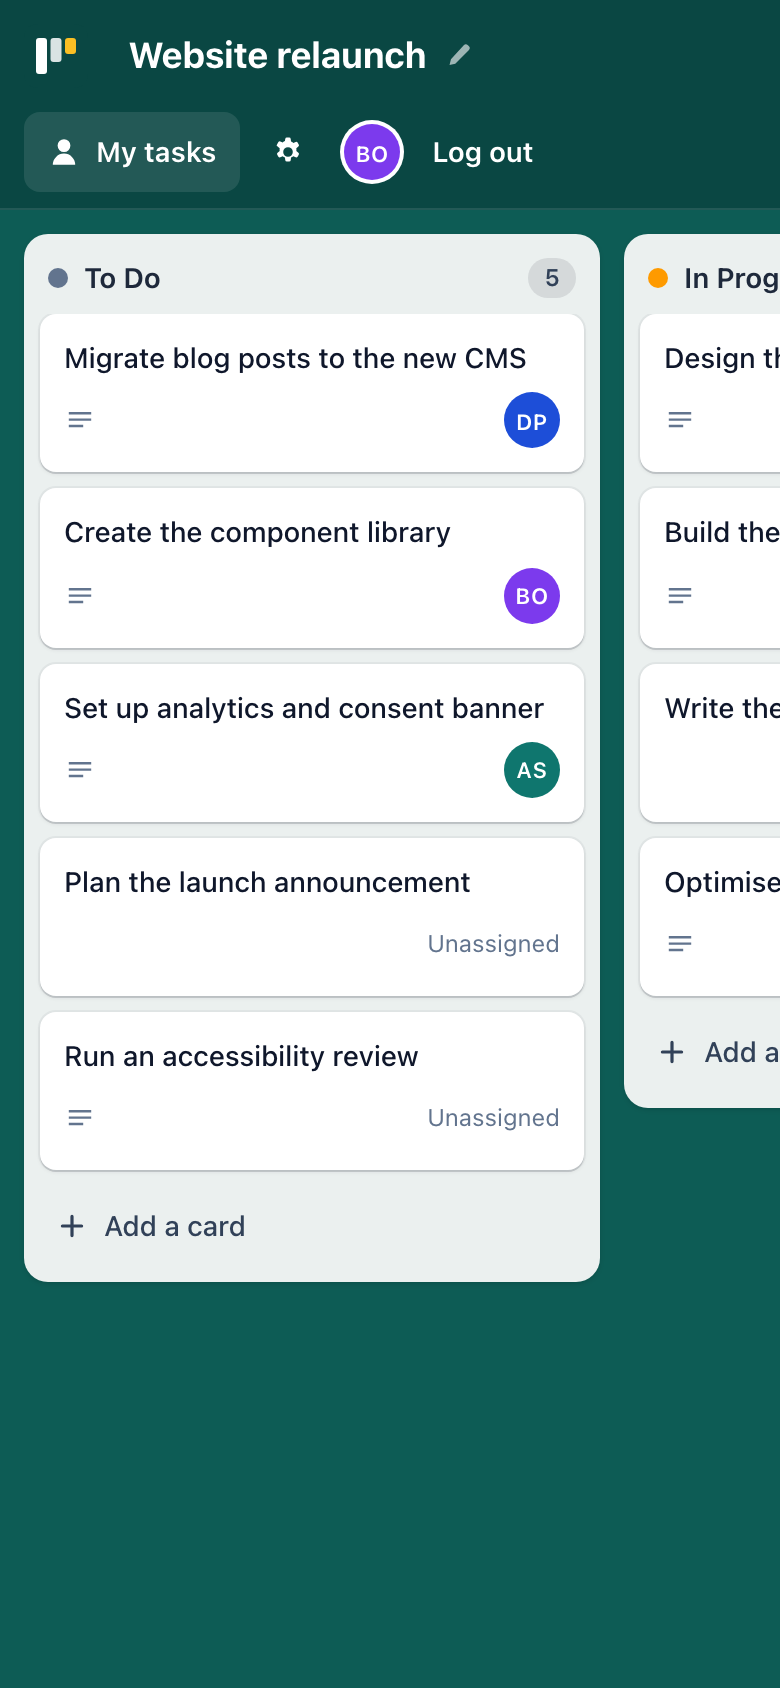 Website relaunch
My tasks
BO
Log out
To Do
5
Migrate blog posts to the new CMS
DP
Create the component library
BO
Set up analytics and consent banner
AS
Plan the launch announcement
Unassigned
Run an accessibility review
Unassigned
Add a card
In Prog
Design th
Build the
Write the
Optimise
Add a